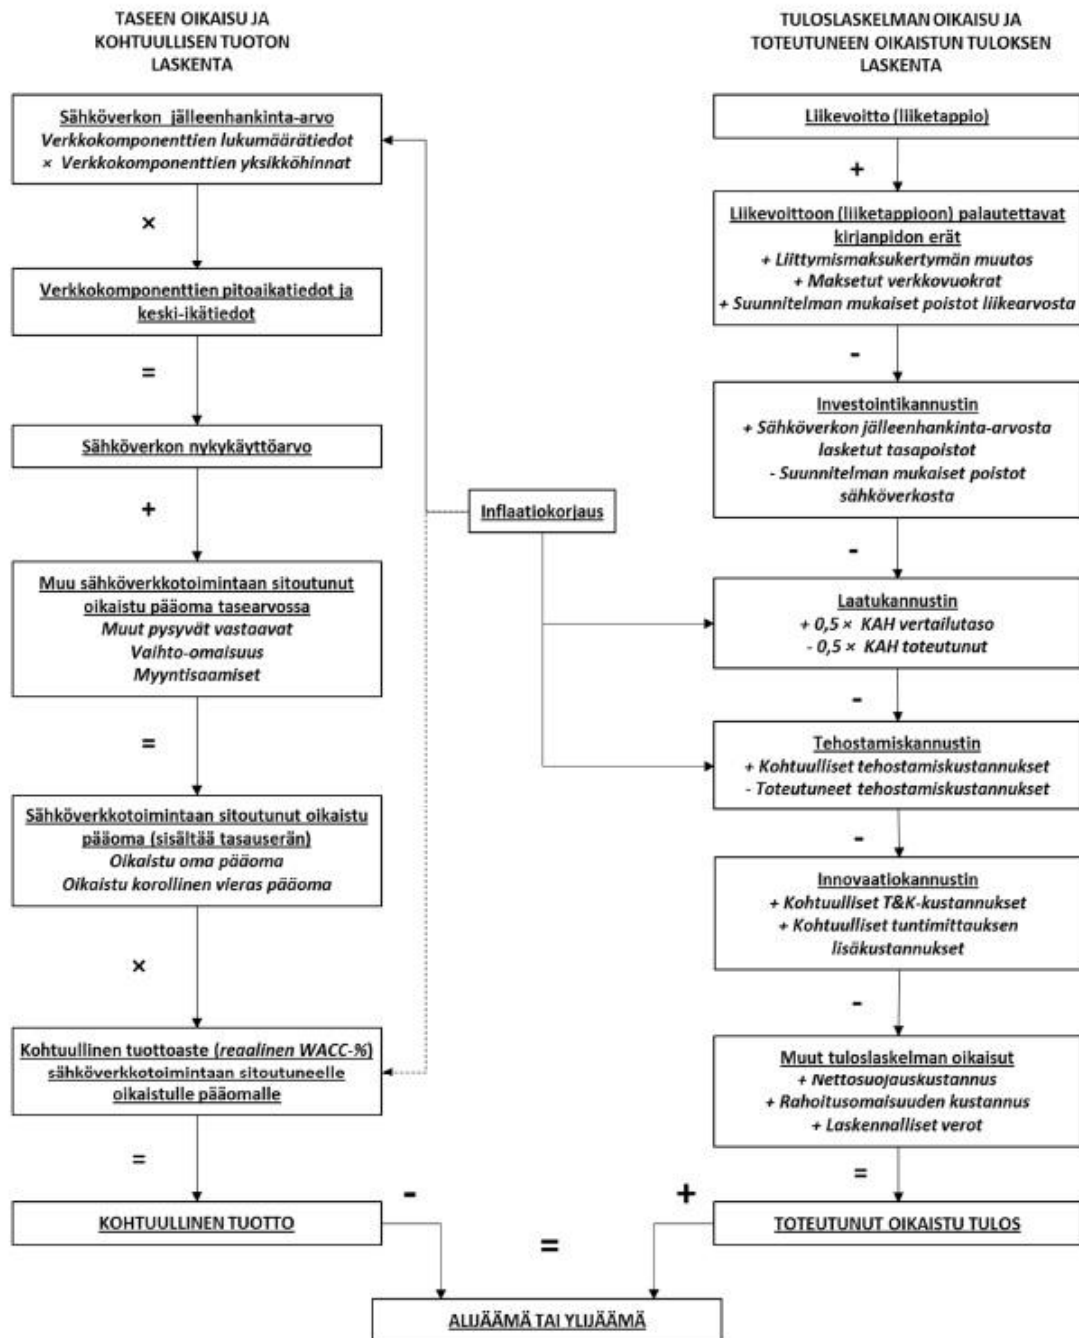 TASEEN OIKAISU JA
KOHTUULLISEN TUOTON
LASKENTA
Sähköverkon jälleenhankinta-arvo
Verkkokomponenttien lukumäärätiedot
× Verkkokomponenttien yksikköhinnat
×
Verkkokomponenttien pitoaikatiedot ja
keski-ikätiedot
=
Sähköverkon nykykäyttöarvo
+
Muu sähköverkkotoimintaan sitoutunut
oikaistu pääoma tasearvossa
Muut pysyvät vastaavat
Vaihto-omaisuus
Myyntisaamiset
=
Sähköverkkotoimintaan sitoutunut oikaistu
pääoma (sisältää tasauserän)
Oikaistu oma pääoma
Oikaistu korollinen vieras pääoma
×
Kohtuullinen tuottoaste (reaalinen WACC-%)
sähköverkkotoimintaan sitoutuneelle
oikaistulle pääomalle
=
KOHTUULLINEN TUOTTO
-
Inflaatiokorjaus
TULOSLASKELMAN OIKAISU JA
TOTEUTUNEEN OIKAISTUN TULOKSEN
LASKENTA
Liikevoitto (liiketappio)
+
Liikevoittoon (liiketappioon) palautettavat
kirjanpidon erät
+ Liittymismaksukertymän muutos
+ Maksetut verkkovuokrat
+ Suunnitelman mukaiset poistot liikearvosta
-
Investointikannustin
+ Sähköverkon jälleenhankinta-arvosta
lasketut tasapoistot
- Suunnitelman mukaiset poistot
sähköverkosta
-
Laatukannustin
+ 0,5 × KAH vertailutaso
- 0,5 × KAH toteutunut
-
Tehostamiskannustin
+ Kohtuulliset tehostamiskustannukset
- Toteutuneet tehostamiskustannukset
-
Innovaatiokannustin
+ Kohtuulliset T&K-kustannukset
+ Kohtuulliset tuntimittauksen
lisäkustannukset
-
Muut tuloslaskelman oikaisut
+ Nettosuojauskustannus
+ Rahoitusomaisuuden kustannus
+ Laskennalliset verot
=
TOTEUTUNUT OIKAISTU TULOS
+
=
ALIJÄÄMÄ TAI YLIJÄÄMÄ